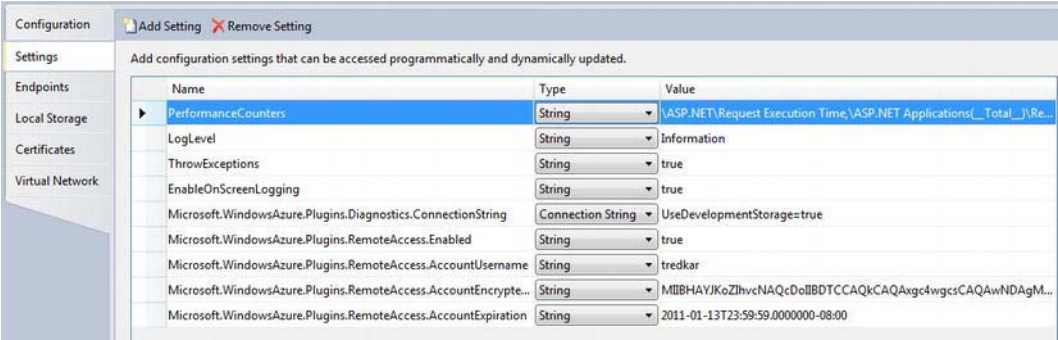 Configuration
Add Setting Remove Setting
Settings
Add configuration settings that can be accessed programmatically and dynamically updated.
Endpoints
Local Storage
Certificates
Virtual Network
Name Type Value
PerformanceCounters String \ASP.NET\Request Execution Time,\ASP.NET Applications(__Total__)\Re...
LogLevel String Information
ThrowExceptions String true
EnableOnScreenLogging String true
Microsoft.WindowsAzure.Plugins.Diagnostics.ConnectionString Connection String UseDevelopmentStorage=true
Microsoft.WindowsAzure.Plugins.RemoteAccess.Enabled String true
Microsoft.WindowsAzure.Plugins.RemoteAccess.AccountUsername String tredkar
Microsoft.WindowsAzure.Plugins.RemoteAccess.AccountEncrypte... String MIIBHAYJKoZIhvcNAQcDoIIBDTCCAQkCAQAxgc4wgcsCAQAwNDAgM...
Microsoft.WindowsAzure.Plugins.RemoteAccess.AccountExpiration String 2011-01-13T23:59:59.0000000-08:00